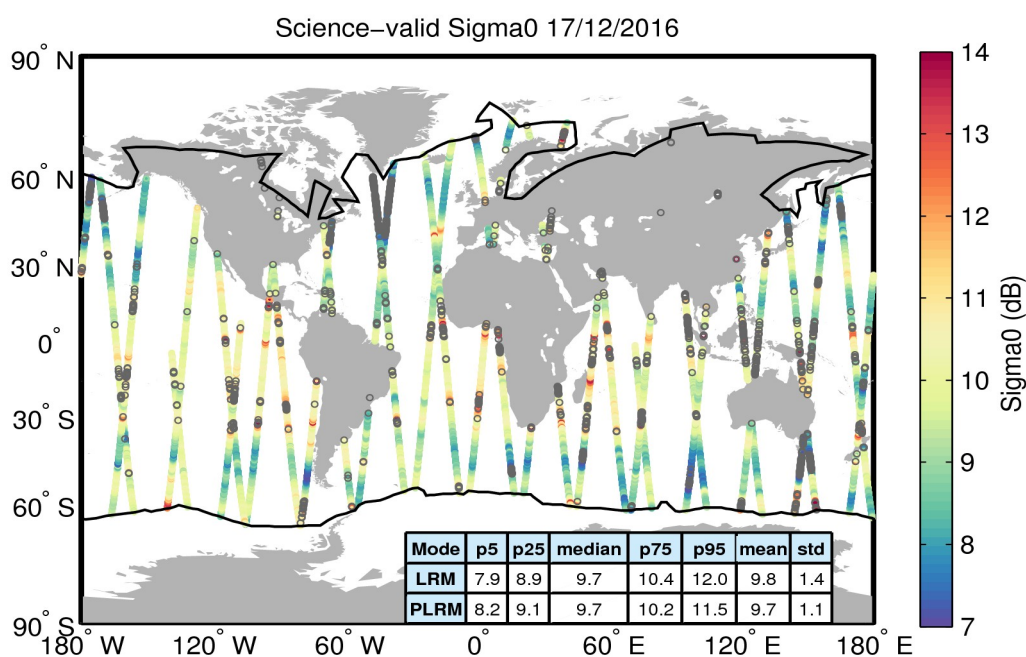 Science-valid Sigma0 17/12/2016
90° N
60° N
30° N
0°
30° S
60° S
90° S
180° W
120° W
60° W
0°
60° E
120° E
180° E
14
13
12
11
10
9
8
7
Sigma0 (dB)
Mode p5 p25 median p75 p95 mean std
LRM 7.9 8.9 9.7 10.4 12.0 9.8 1.4
PLRM 8.2 9.1 9.7 10.2 11.5 9.7 1.1